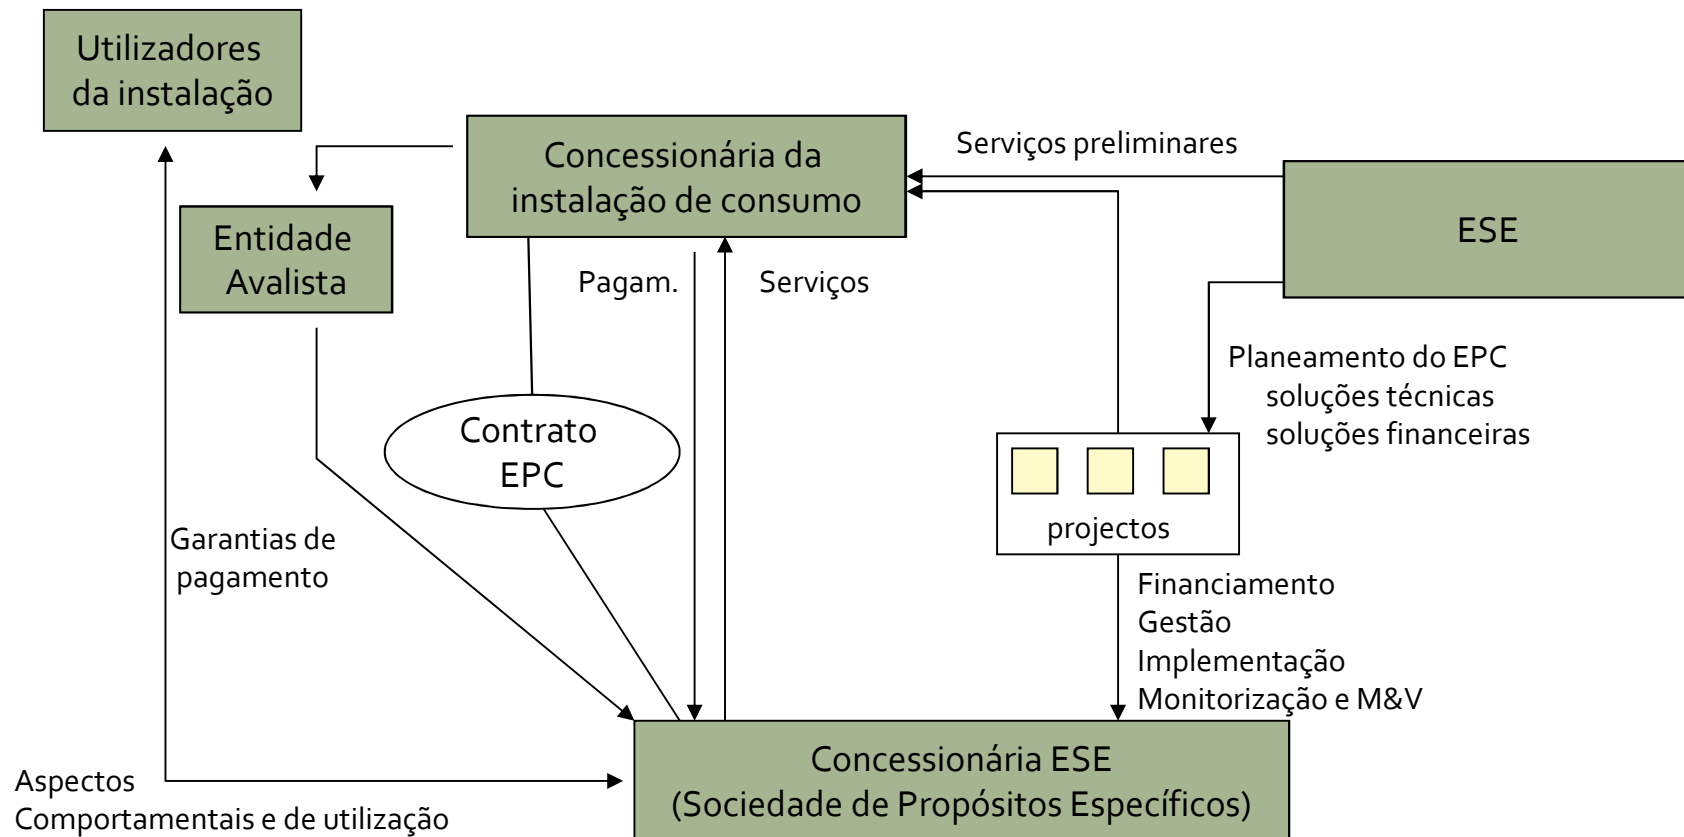 Utilizadores
da instalação
Concessionária da
instalação de consumo
Serviços preliminares
ESE
Entidade
Avalista
Pagam.
Serviços
Planeamento do EPC
soluções técnicas
soluções financeiras
Contrato
EPC
projectos
Garantias de
pagamento
Financiamento
Gestão
Implementação
Monitorização e M&V
Concessionária ESE
(Sociedade de Propósitos Específicos)
Aspectos
Comportamentais e de utilização